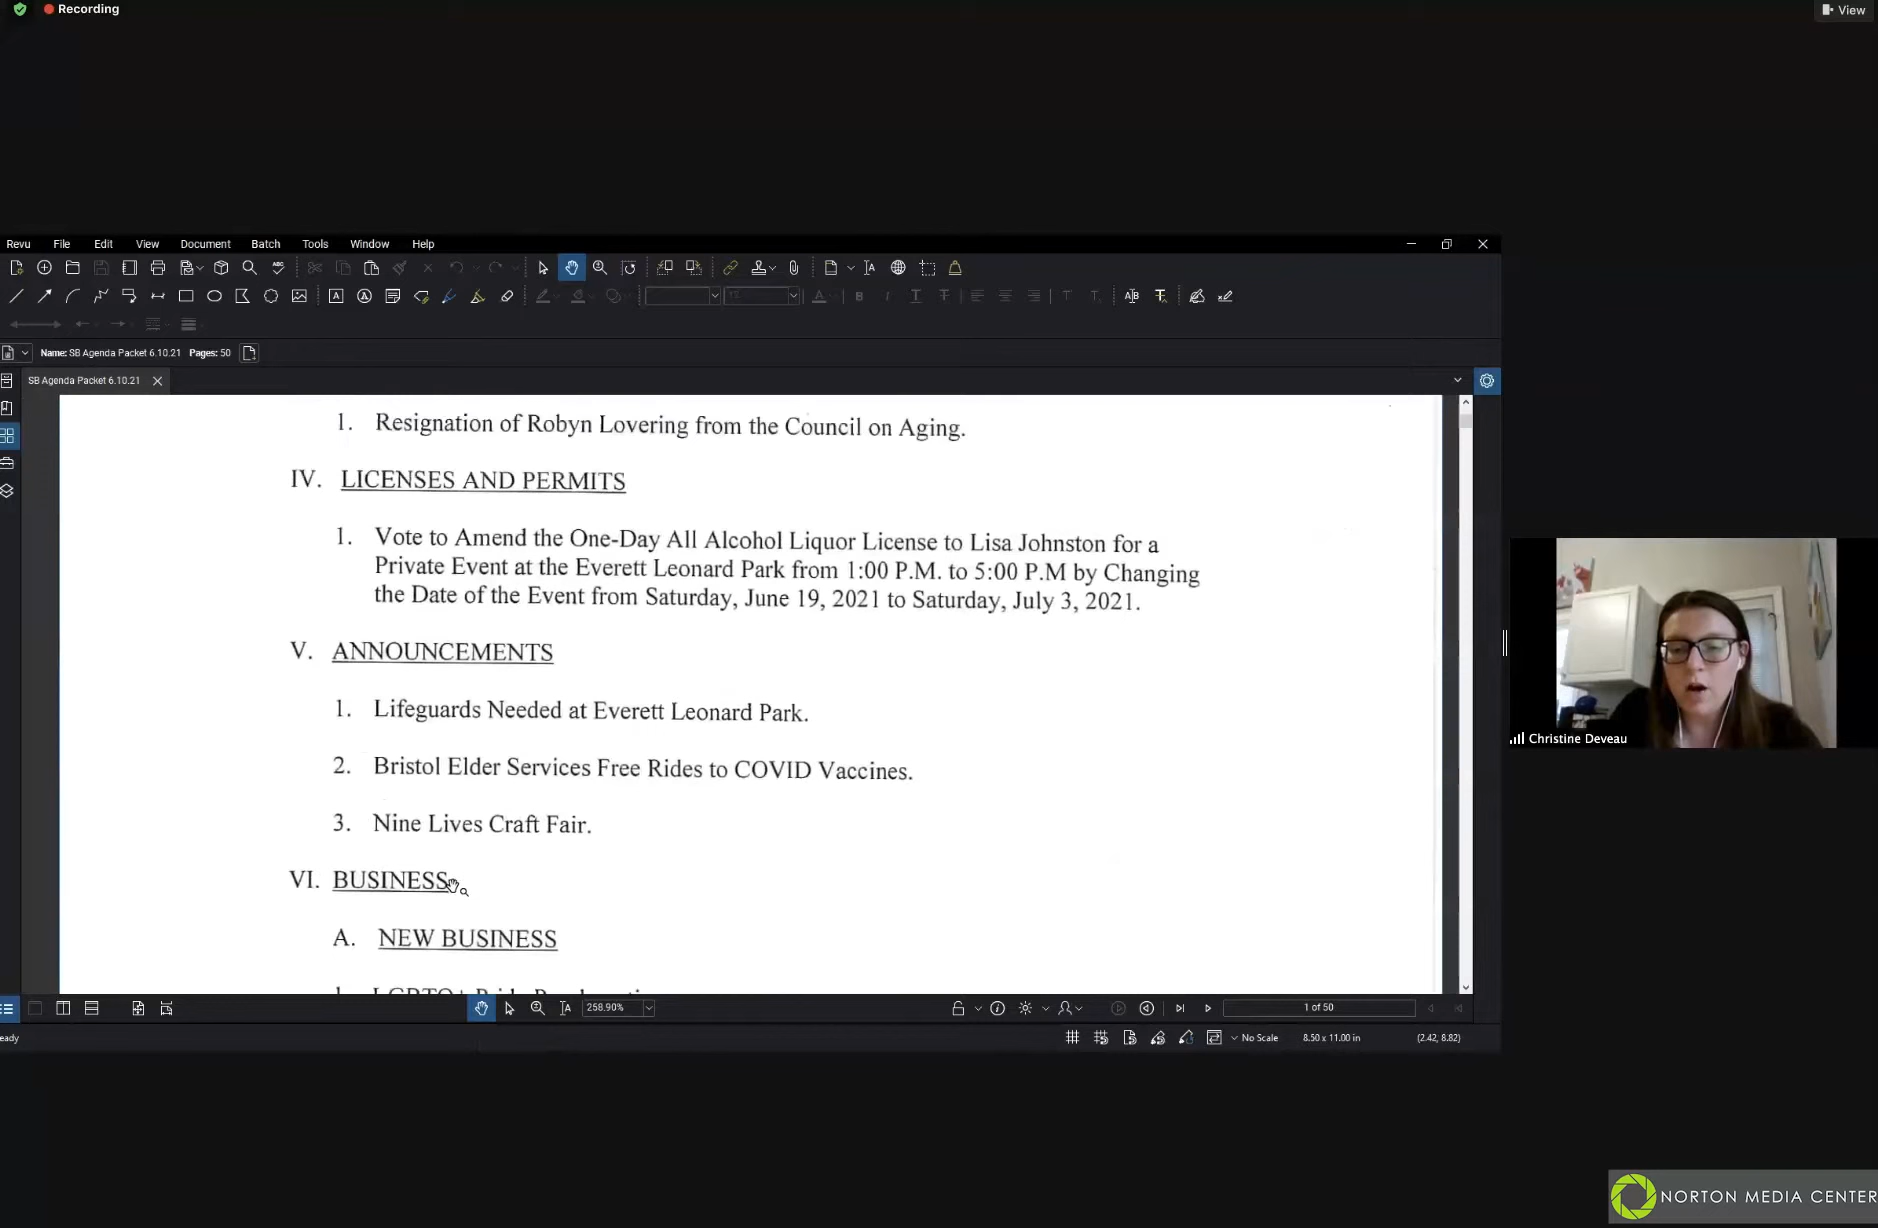 Recording
View
Revu File Edit View Document Batch Tools Window Help
Name: SB Agenda Packet 6.10.21 Pages: 50
SB Agenda Packet 6.10.21
1. Resignation of Robyn Lovering from the Council on Aging.
IV. LICENSES AND PERMITS
1. Vote to Amend the One-Day All Alcohol Liquor License to Lisa Johnston for a
Private Event at the Everett Leonard Park from 1:00 P.M. to 5:00 P.M by Changing
the Date of the Event from Saturday, June 19, 2021 to Saturday, July 3, 2021.
V. ANNOUNCEMENTS
1. Lifeguards Needed at Everett Leonard Park.
2. Bristol Elder Services Free Rides to COVID Vaccines.
3. Nine Lives Craft Fair.
VI. BUSINESS
A. NEW BUSINESS
Christine Deveau
258.90%
1 of 50
eady
No Scale
8.50 x 11.00 in
(2.42, 8.82)
NORTON MEDIA CENTER